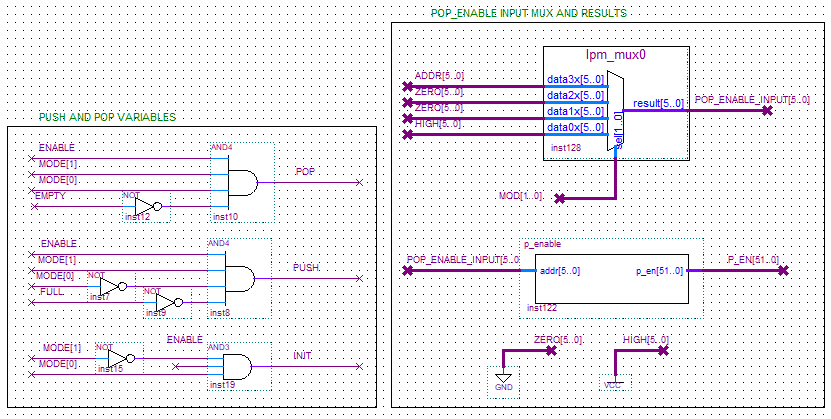 POP_ENABLE INPUT MUX AND RESULTS
lpm_mux0
ADDR[5..0]
data3x[5..0]
ZERO[5..0]
data2x[5..0]
ZERO[5..0]
data1x[5..0]
HIGH[5..0]
data0x[5..0]
result[5..0]
POP_ENABLE_INPUT[5..0]
sel[1..0]
inst128
MOD[1..0]
PUSH AND POP VARIABLES
ENABLE
MODE[1]
MODE[0]
EMPTY
NOT
inst12
AND4
inst10
POP
ENABLE
MODE[1]
MODE[0]
FULL
NOT
inst7
NOT
inst9
AND4
inst8
PUSH
p_enable
POP_ENABLE_INPUT[5..0
addr[5..0]
p_en[51..0]
P_EN[51..0]
inst122
MODE[1]
MODE[0]
NOT
inst15
ENABLE
AND3
inst19
INIT
ZERO[5..0]
GND
HIGH[5..0]
VCC